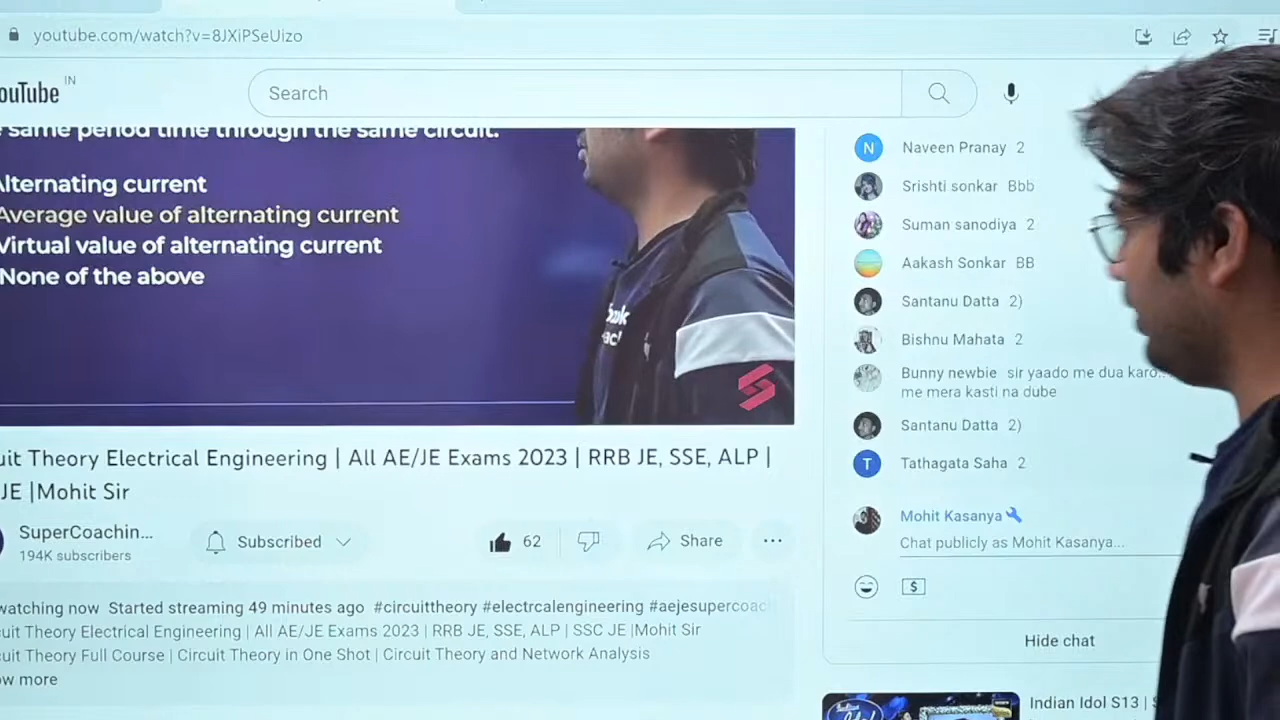 youtube.com/watch?v=8JXiPSeUizo
ouTube IN
Search
same period time through the same circuit.
Alternating current
Average value of alternating current
Virtual value of alternating current
None of the above
Naveen Pranay 2
Srishti sonkar Bbb
Suman sanodiya 2
Aakash Sonkar BB
Santanu Datta 2)
Bishnu Mahata 2
Bunny newbie sir yaado me dua karo...
me mera kasti na dube
Santanu Datta 2)
Tathagata Saha 2
Mohit Kasanya
Chat publicly as Mohit Kasanya...
Hide chat
uit Theory Electrical Engineering | All AE/JE Exams 2023 | RRB JE, SSE, ALP |
JE |Mohit Sir
SuperCoachin...
194K subscribers
Subscribed
62
Share
watching now Started streaming 49 minutes ago #circuittheory #electrcalengineering #aejesupercoac
uit Theory Electrical Engineering | All AE/JE Exams 2023 | RRB JE, SSE, ALP | SSC JE |Mohit Sir
uit Theory Full Course | Circuit Theory in One Shot | Circuit Theory and Network Analysis
ow more
Indian Idol S13 |